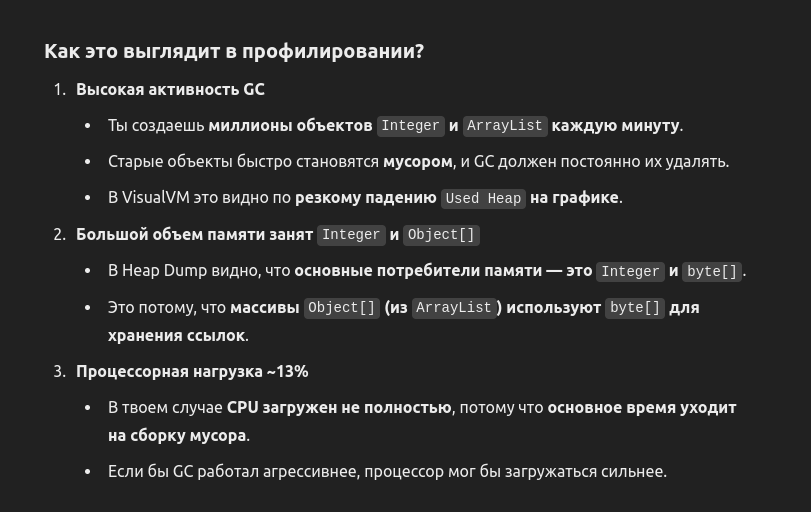 Как это выглядит в профилировании?
1. Высокая активность GC
• Ты создаешь миллионы объектов Integer и ArrayList каждую минуту.
• Старые объекты быстро становятся мусором, и GC должен постоянно их удалять.
• В VisualVM это видно по резкому падению Used Heap на графике.
2. Большой объем памяти занят Integer и Object[]
• В Heap Dump видно, что основные потребители памяти — это Integer и byte[].
• Это потому, что массивы Object[] (из ArrayList) используют byte[] для
хранения ссылок.
3. Процессорная нагрузка ~13%
• В твоем случае CPU загружен не полностью, потому что основное время уходит
на сборку мусора.
• Если бы GC работал агрессивнее, процессор мог бы загружаться сильнее.